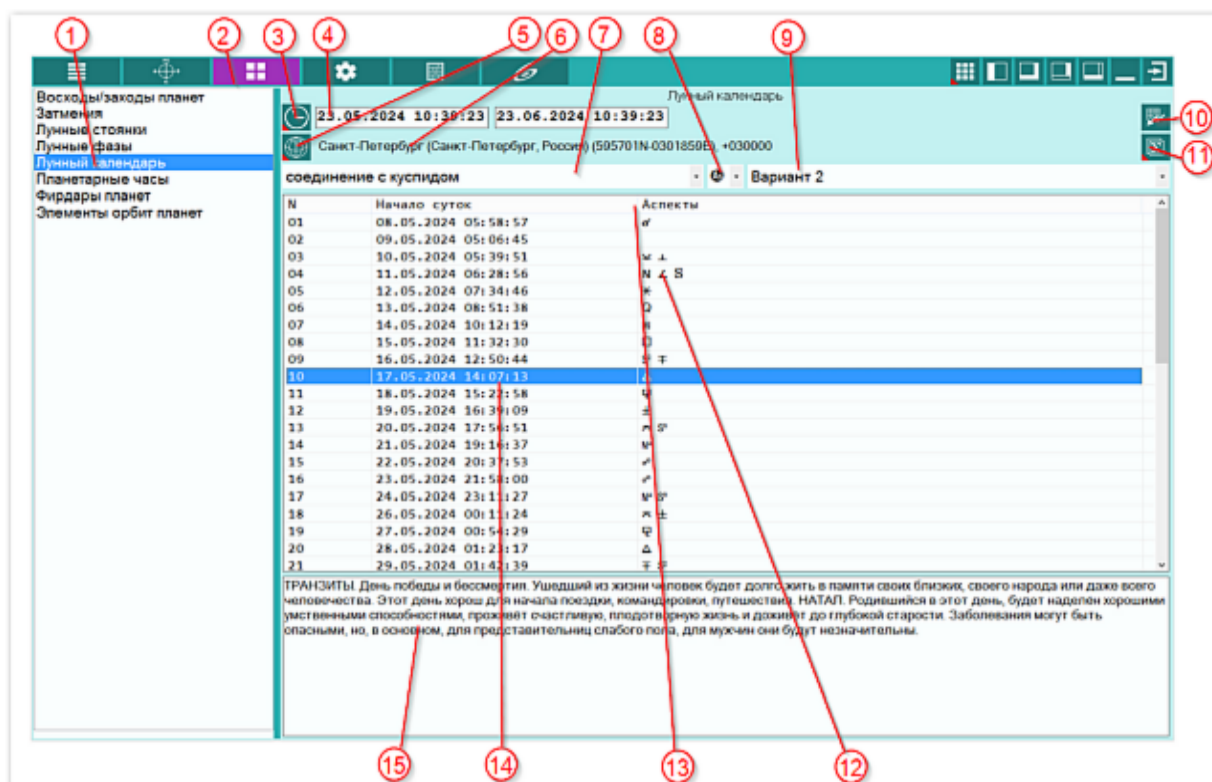 1 2 3 4 5 6 7 8 9
Лунный календарь
Восходы/заходы планет
Затмения
Лунные стоянки
Лунные фазы
Лунный календарь
Планетарные часы
Фирдары планет
Элементы орбит планет
23.05.2024 10:39:23 23.06.2024 10:39:23
10
Санкт-Петербург (Санкт-Петербург, Россия) (595701N-0301859E), +030000
11
соединение с куспидом Вариант 2
N Начало суток Аспекты
01 08.05.2024 05:58:57
02 09.05.2024 05:06:45
03 10.05.2024 05:39:51
04 11.05.2024 06:28:56
05 12.05.2024 07:34:46
06 13.05.2024 08:51:38
07 14.05.2024 10:12:19
08 15.05.2024 11:32:30
09 16.05.2024 12:50:44
10 17.05.2024 14:07:13
11 18.05.2024 15:22:58
12 19.05.2024 16:39:09
13 20.05.2024 17:56:51
14 21.05.2024 19:16:37
15 22.05.2024 20:37:53
16 23.05.2024 21:58:00
17 24.05.2024 23:11:27
18 26.05.2024 00:11:24
19 27.05.2024 00:54:29
20 28.05.2024 01:23:17
21 29.05.2024 01:42:39
ТРАНЗИТЫ. День победы и бессмертия. Ушедший из жизни человек будет долго жить в памяти своих близких, своего народа или даже всего
человечества. Этот день хорош для начала поездки, командировки, путешествия. НАТАЛ. Родившийся в этот день, будет наделён хорошими
умственными способностями, проживёт счастливую, плодотворную жизнь и доживёт до глубокой старости. Заболевания могут быть
опасными, но, в основном, для представительниц слабого пола, для мужчин они будут незначительны.
15 14 13 12